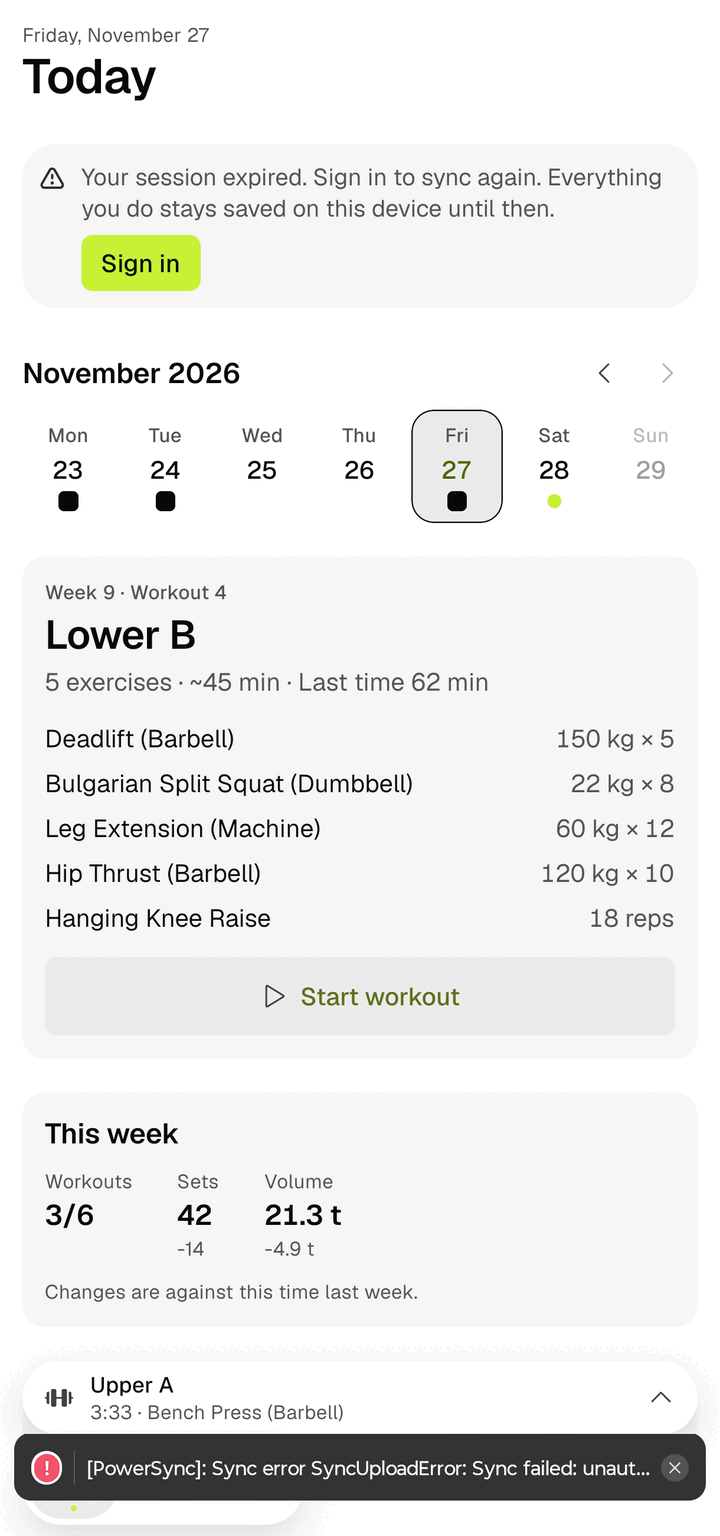 Friday, November 27
Today
Your session expired. Sign in to sync again. Everything
you do stays saved on this device until then.
Sign in
November 2026
Mon Tue Wed Thu Fri Sat Sun
23 24 25 26 27 28 29
Week 9 · Workout 4
Lower B
5 exercises · ~45 min · Last time 62 min
Deadlift (Barbell) 150 kg × 5
Bulgarian Split Squat (Dumbbell) 22 kg × 8
Leg Extension (Machine) 60 kg × 12
Hip Thrust (Barbell) 120 kg × 10
Hanging Knee Raise 18 reps
Start workout
This week
Workouts Sets Volume
3/6 42 21.3 t
-14 -4.9 t
Changes are against this time last week.
Upper A
3:33 · Bench Press (Barbell)
[PowerSync]: Sync error SyncUploadError: Sync failed: unaut...